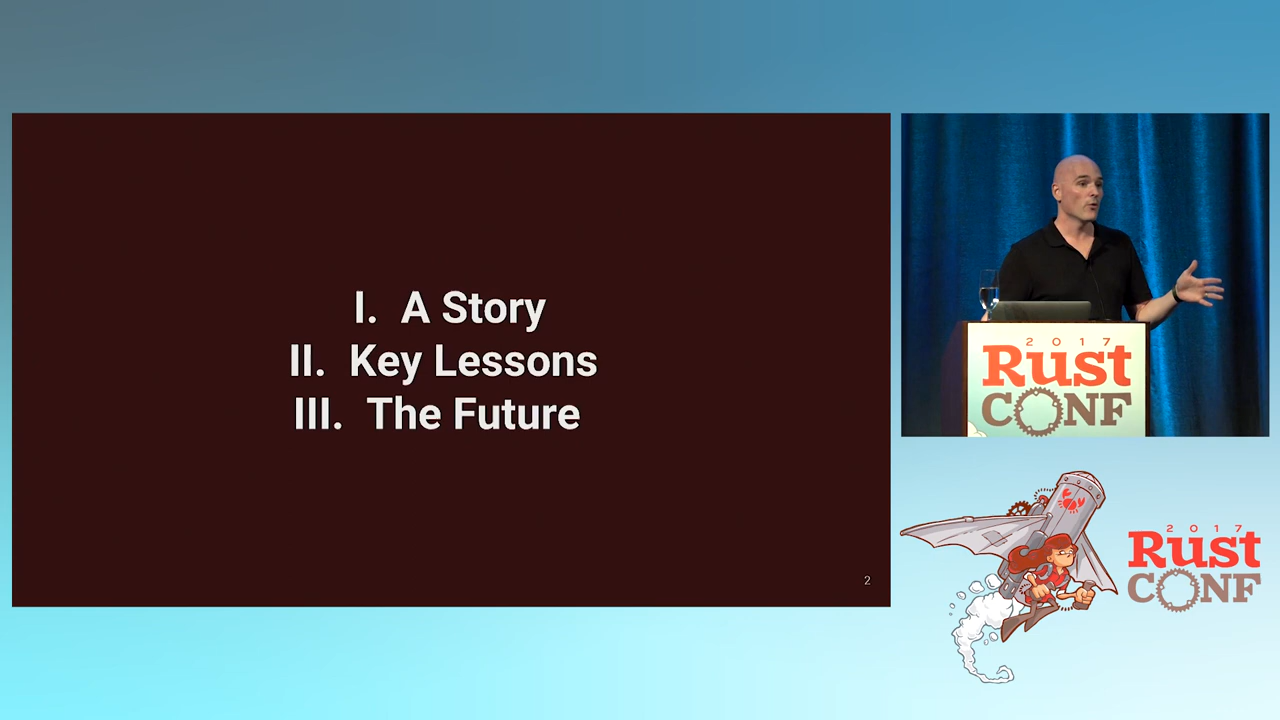 I. A Story
II. Key Lessons
III. The Future
2
2017
Rust
CONF
2017
Rust
CONF